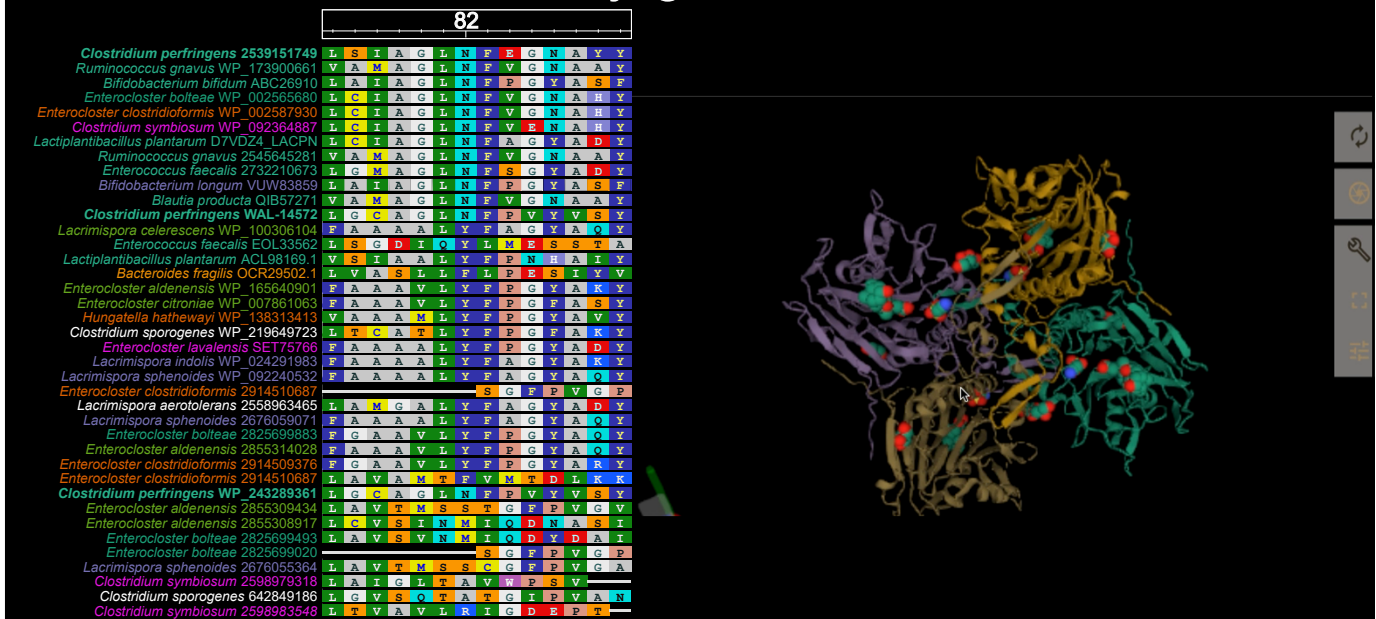 82
Clostridium perfringens 2539151749 L S I A G L N F E G N A Y Y
Ruminococcus gnavus WP_173900661 V A M A G L N F V G N A A Y
Bifidobacterium bifidum ABC26910 L A I A G L N F P G Y A S F
Enterocloster bolteae WP_002565680 L C I A G L N F V G N A H Y
Enterocloster clostridioformis WP_002587930 L C I A G L N F V G N A H Y
Clostridium symbiosum WP_092364887 L C I A G L N F V E N A H Y
Lactiplantibacillus plantarum D7VDZ4_LACPN L C I A G L N F A G Y A D Y
Ruminococcus gnavus 2545645281 V A M A G L N F V G N A A Y
Enterococcus faecalis 2732210673 L G M A G L N F S G Y A D Y
Bifidobacterium longum VUW83859 L A I A G L N F P G Y A S F
Blautia producta QIB57271 V A M A G L N F V G N A A Y
Clostridium perfringens WAL-14572 L G C A G L N F P V Y V S Y
Lacrimispora celerescens WP_100306104 F A A A A L Y F A G Y A Q Y
Enterococcus faecalis EOL33562 L S G D I Q Y L M E S S T A
Lactiplantibacillus plantarum ACL98169.1 V S I A A L Y F P N H A I Y
Bacteroides fragilis OCR29502.1 L V A S L L F L P E S I Y V
Enterocloster aldenensis WP_165640901 F A A A V L Y F P G Y A K Y
Enterocloster citroniae WP_007861063 F A A A V L Y F P G F A S Y
Hungatella hathewayi WP_138313413 V A A A M L Y F P G Y A V Y
Clostridium sporogenes WP_219649723 L T C A T L Y F P G F A K Y
Enterocloster lavalensis SET75766 F A A A A L Y F P G Y A D Y
Lacrimispora indolis WP_024291983 F A A A A L Y F A G Y A K Y
Lacrimispora sphenoides WP_092240532 F A A A A L Y F A G Y A Q Y
Enterocloster clostridioformis 2914510687 S G F P V G P
Lacrimispora aerotolerans 2558963465 L A M G A L Y F A G Y A D Y
Lacrimispora sphenoides 2676059071 F A A A A L Y F A G Y A Q Y
Enterocloster bolteae 2825699883 F G A A V L Y F P G Y A Q Y
Enterocloster aldenensis 2855314028 F A A A V L Y F P G Y A Q Y
Enterocloster clostridioformis 2914509376 F G A A V L Y F P G Y A R Y
Enterocloster clostridioformis 2914510687 L A V A M T F V M T D L K K
Clostridium perfringens WP_243289361 L G C A G L N F P V Y V S Y
Enterocloster aldenensis 2855309434 L A V T M S S T G F P V G V
Enterocloster aldenensis 2855308917 L C V S I N M I Q D N A S I
Enterocloster bolteae 2825699493 L A V S V N M I Q D Y D A I
Enterocloster bolteae 2825699020 S G F P V G P
Lacrimispora sphenoides 2676055364 L A V T M S S C G F P V G A
Clostridium symbiosum 2598979318 L A I G L T A V W P S V
Clostridium sporogenes 642849186 L G V S Q T A T G I P V A N
Clostridium symbiosum 2598983548 L T V A V L R I G D E P T